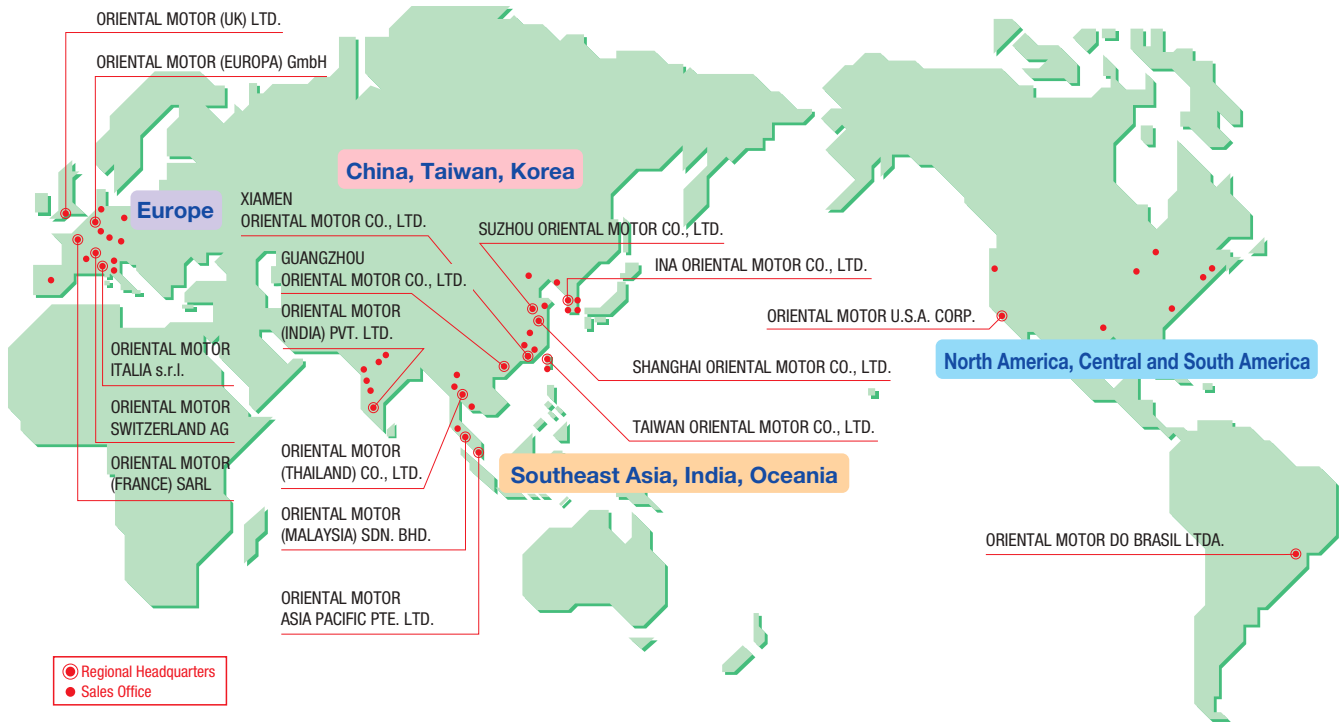 ORIENTAL MOTOR (UK) LTD.
ORIENTAL MOTOR (EUROPA) GmbH
China, Taiwan, Korea
Europe
XIAMEN
ORIENTAL MOTOR CO., LTD.
SUZHOU ORIENTAL MOTOR CO., LTD.
GUANGZHOU
ORIENTAL MOTOR CO., LTD.
INA ORIENTAL MOTOR CO., LTD.
ORIENTAL MOTOR
(INDIA) PVT. LTD.
ORIENTAL MOTOR U.S.A. CORP.
ORIENTAL MOTOR
ITALIA s.r.l.
SHANGHAI ORIENTAL MOTOR CO., LTD.
North America, Central and South America
ORIENTAL MOTOR
SWITZERLAND AG
TAIWAN ORIENTAL MOTOR CO., LTD.
ORIENTAL MOTOR
(FRANCE) SARL
ORIENTAL MOTOR
(THAILAND) CO., LTD.
Southeast Asia, India, Oceania
ORIENTAL MOTOR
(MALAYSIA) SDN. BHD.
ORIENTAL MOTOR DO BRASIL LTDA.
ORIENTAL MOTOR
ASIA PACIFIC PTE. LTD.
Regional Headquarters
Sales Office